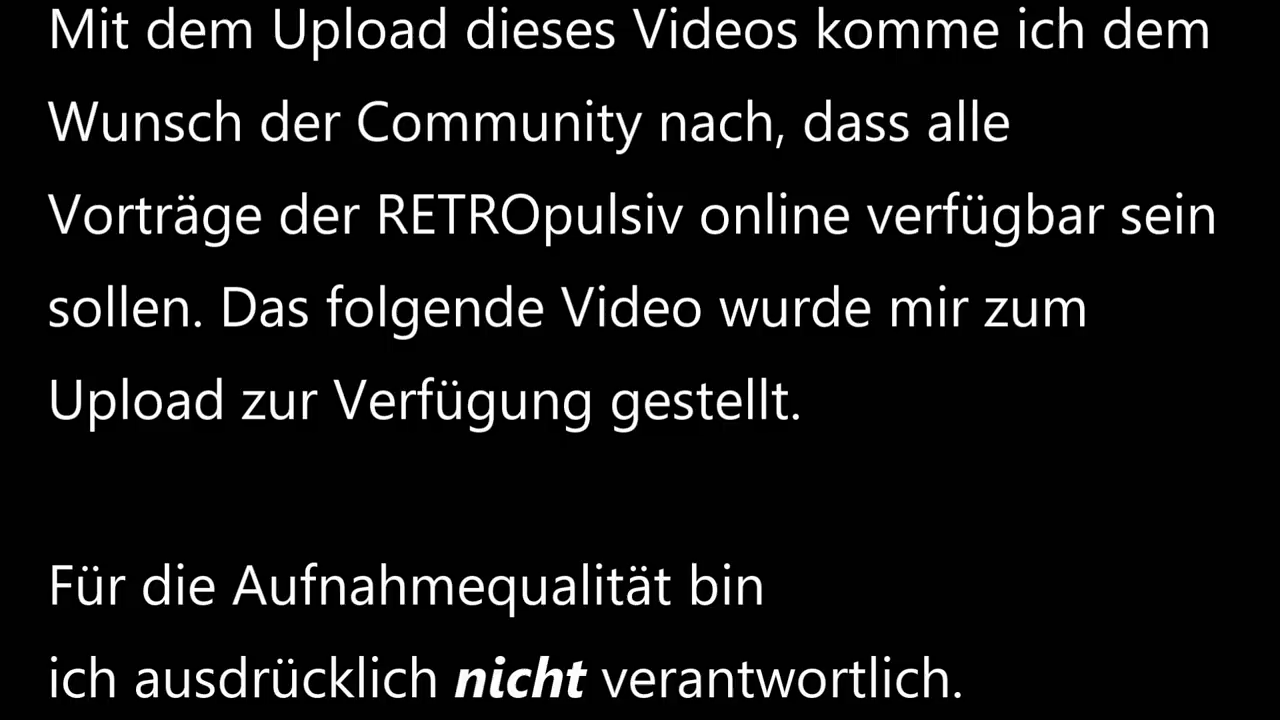 Mit dem Upload dieses Videos komme ich dem
Wunsch der Community nach, dass alle
Vorträge der RETROpulsiv online verfügbar sein
sollen. Das folgende Video wurde mir zum
Upload zur Verfügung gestellt.
Für die Aufnahmequalität bin
ich ausdrücklich nicht verantwortlich.